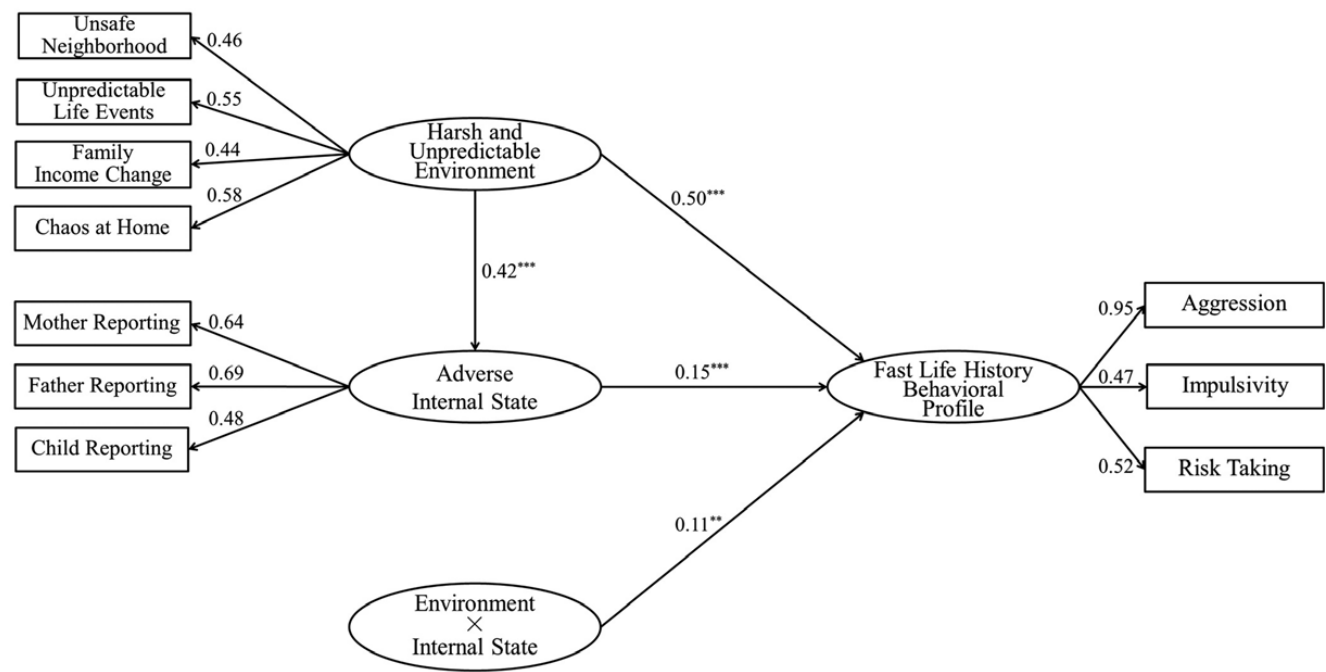 Unsafe
Neighborhood
0.46
Unpredictable
Life Events
0.55
Family
Income Change
0.44
Chaos at Home
0.58
Harsh and
Unpredictable
Environment
0.50***
0.42***
Mother Reporting
0.64
Father Reporting
0.69
Child Reporting
0.48
Adverse
Internal State
0.15***
Fast Life History
Behavioral
Profile
0.95
Aggression
0.47
Impulsivity
0.52
Risk Taking
0.11**
Environment
×
Internal State